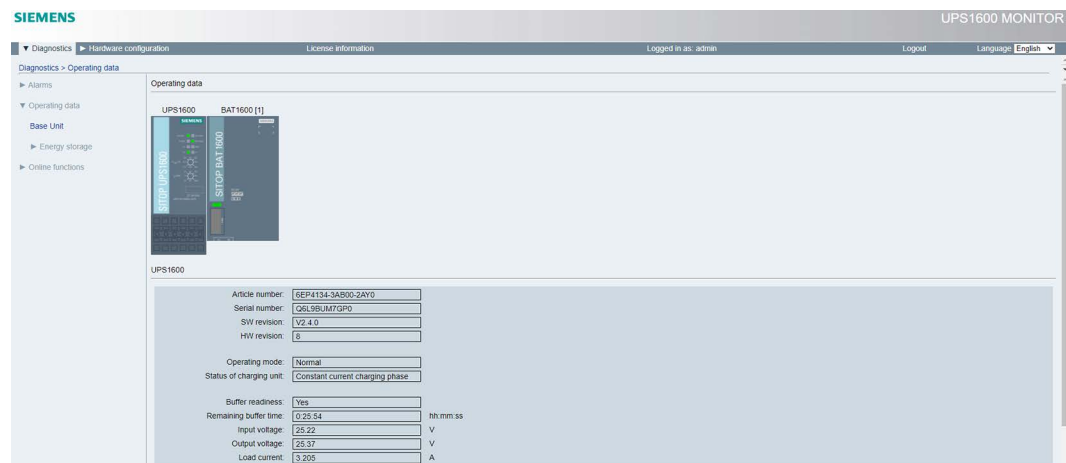 SIEMENS
UPS1600 MONITOR
▼ Diagnostics ► Hardware configuration License information Logged in as: admin Logout Language English
Diagnostics > Operating data
► Alarms
▼ Operating data
Base Unit
► Energy storage
► Online functions
Operating data
UPS1600 BAT1600 [1]
SIEMENS
SITOP UPS1600
SITOP BAT1600
UPS1600
Article number: 6EP4134-3AB00-2AY0
Serial number: Q6L9BUM7GP0
SW revision: V2.4.0
HW revision: 8
Operating mode: Normal
Status of charging unit: Constant current charging phase
Buffer readiness: Yes
Remaining buffer time: 0:25:54 hh:mm:ss
Input voltage: 25.22 V
Output voltage: 25.37 V
Load current: 3.205 A